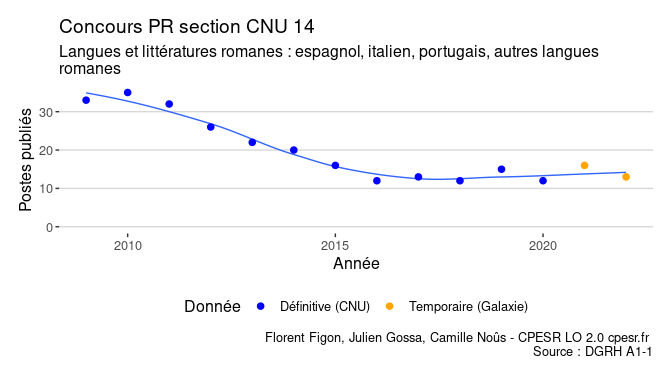 Concours PR section CNU 14
Langues et littératures romanes : espagnol, italien, portugais, autres langues
romanes
Postes publiés
30
20
10
0
2010
2015
2020
Année
Donnée
Définitive (CNU)
Temporaire (Galaxie)
Florent Figon, Julien Gossa, Camille Noûs - CPESR LO 2.0 cpesr.fr
Source : DGRH A1-1